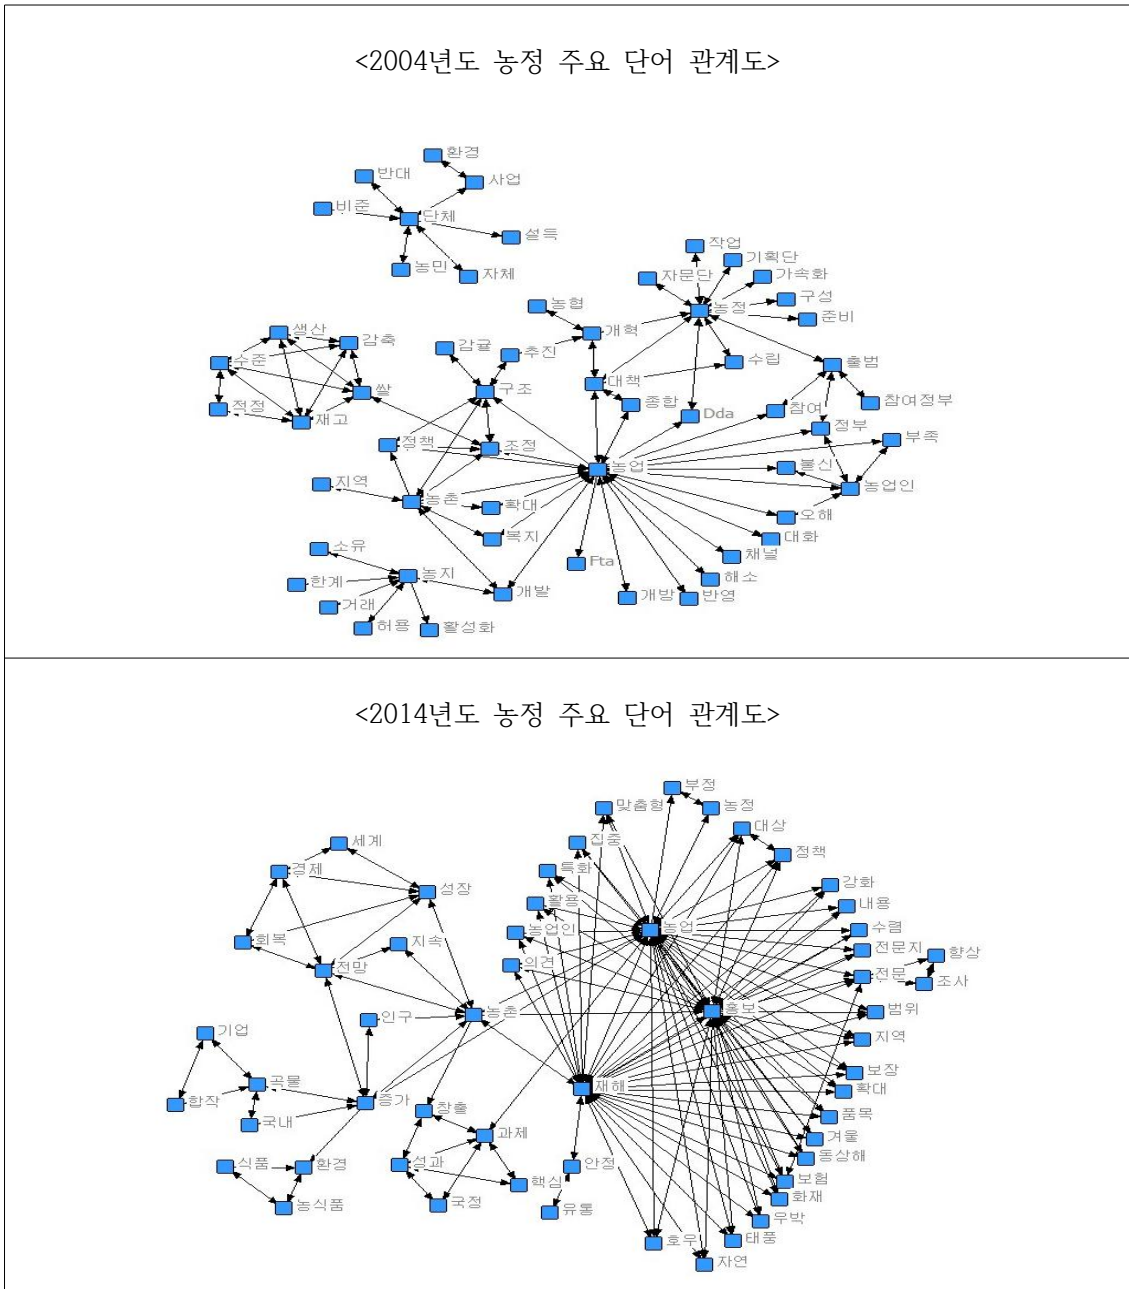 <2004년도 농정 주요 단어 관계도>
환경
반대
사업
비준
단체
설득
농민
자체
작업
기획단
자문단
가속화
구성
농정
준비
농협
개혁
생산
감축
감귤
추진
수립
출범
수준
쌀
구조
대책
참여정부
적정
재고
종합
참여
Dda
정부
정책
조정
부족
농업
불신
지역
농업인
농촌
확대
오해
복지
대화
소유
채널
Fta
농지
해소
한계
개발
개방
반영
거래
허용
활성화
<2014년도 농정 주요 단어 관계도>
부정
맞춤형
농정
대상
세계
집중
정책
경제
특화
강화
성장
활용
내용
농업인
농업
수렴
회복
지속
전문지
향상
의견
전망
전문
조사
인구
농촌
홍보
범위
기업
지역
곡물
재해
보장
합작
증가
확대
국내
창출
품목
과제
겨울
식품
환경
성과
안정
동상해
핵심
보험
농식품
국정
유통
화재
우박
호우
태풍
자연